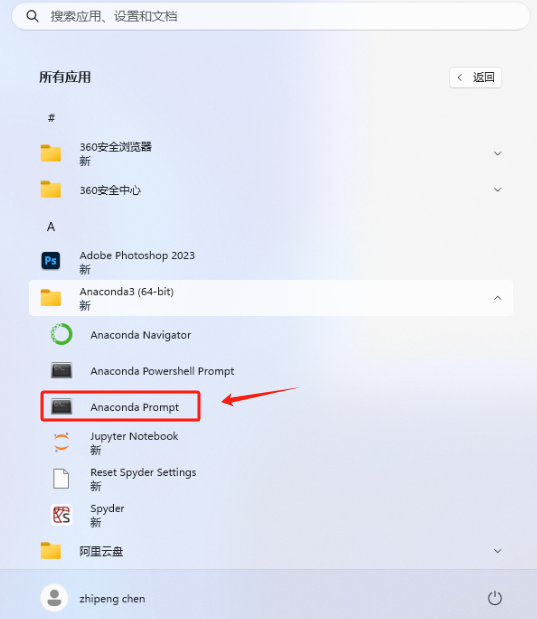 搜索应用、设置和文档
所有应用
返回
#
360安全浏览器
新
360安全中心
A
Ps
Adobe Photoshop 2023
新
Anaconda3 (64-bit)
新
Anaconda Navigator
Anaconda Powershell Prompt
Anaconda Prompt
Jupyter Notebook
新
Reset Spyder Settings
新
Spyder
新
阿里云盘
zhipeng chen